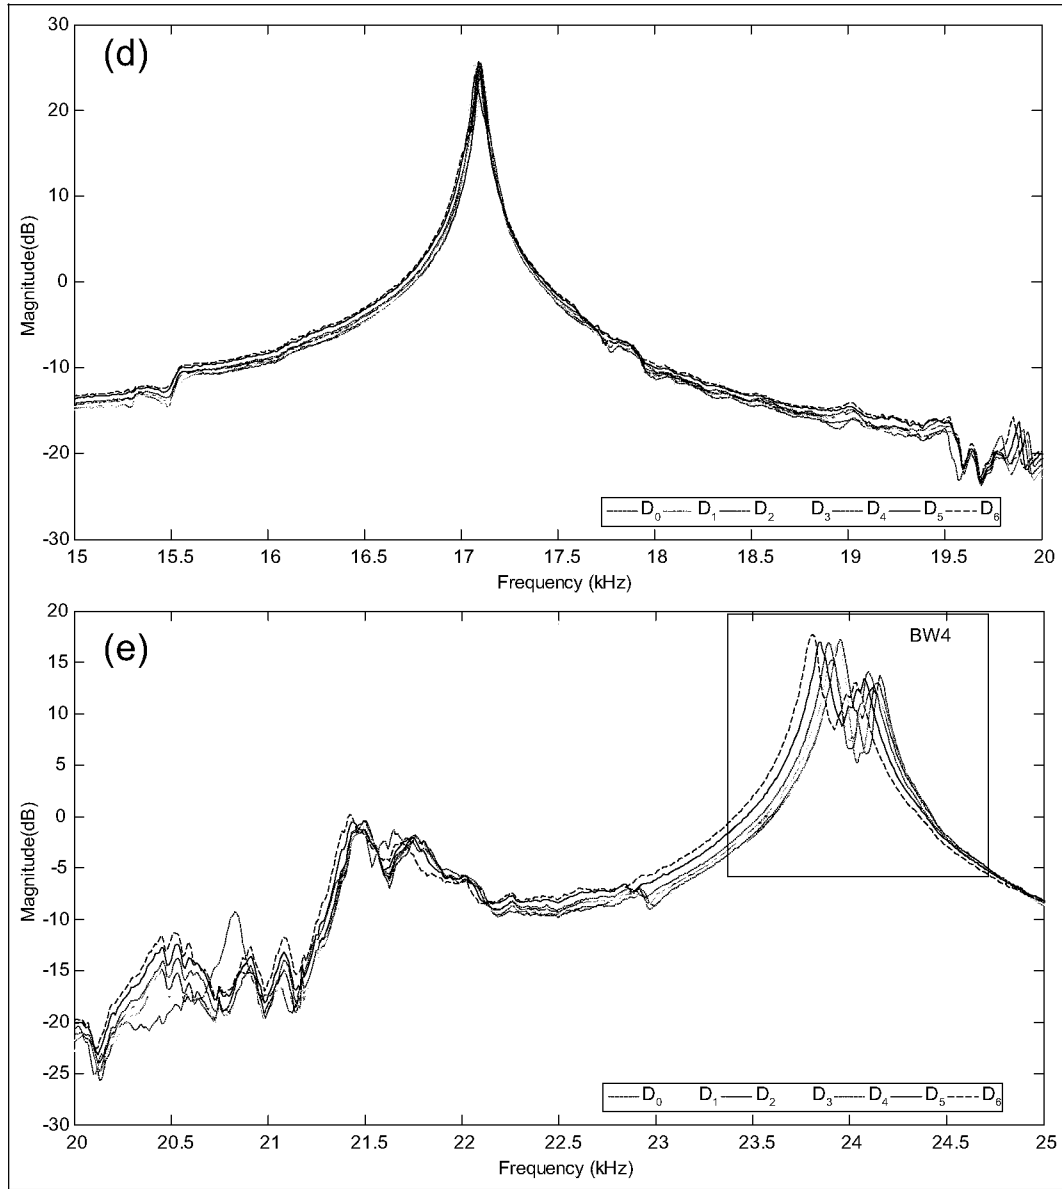 (d)
Magnitude(dB)
30
20
10
0
-10
-20
-30
15 15.5 16 16.5 17 17.5 18 18.5 19 19.5 20
Frequency (kHz)
D0 D1 D2 D3 D4 D5 D6
(e)
BW4
Magnitude(dB)
20
15
10
5
0
-5
-10
-15
-20
-25
-30
20 20.5 21 21.5 22 22.5 23 23.5 24 24.5 25
Frequency (kHz)
D0 D1 D2 D3 D4 D5 D6